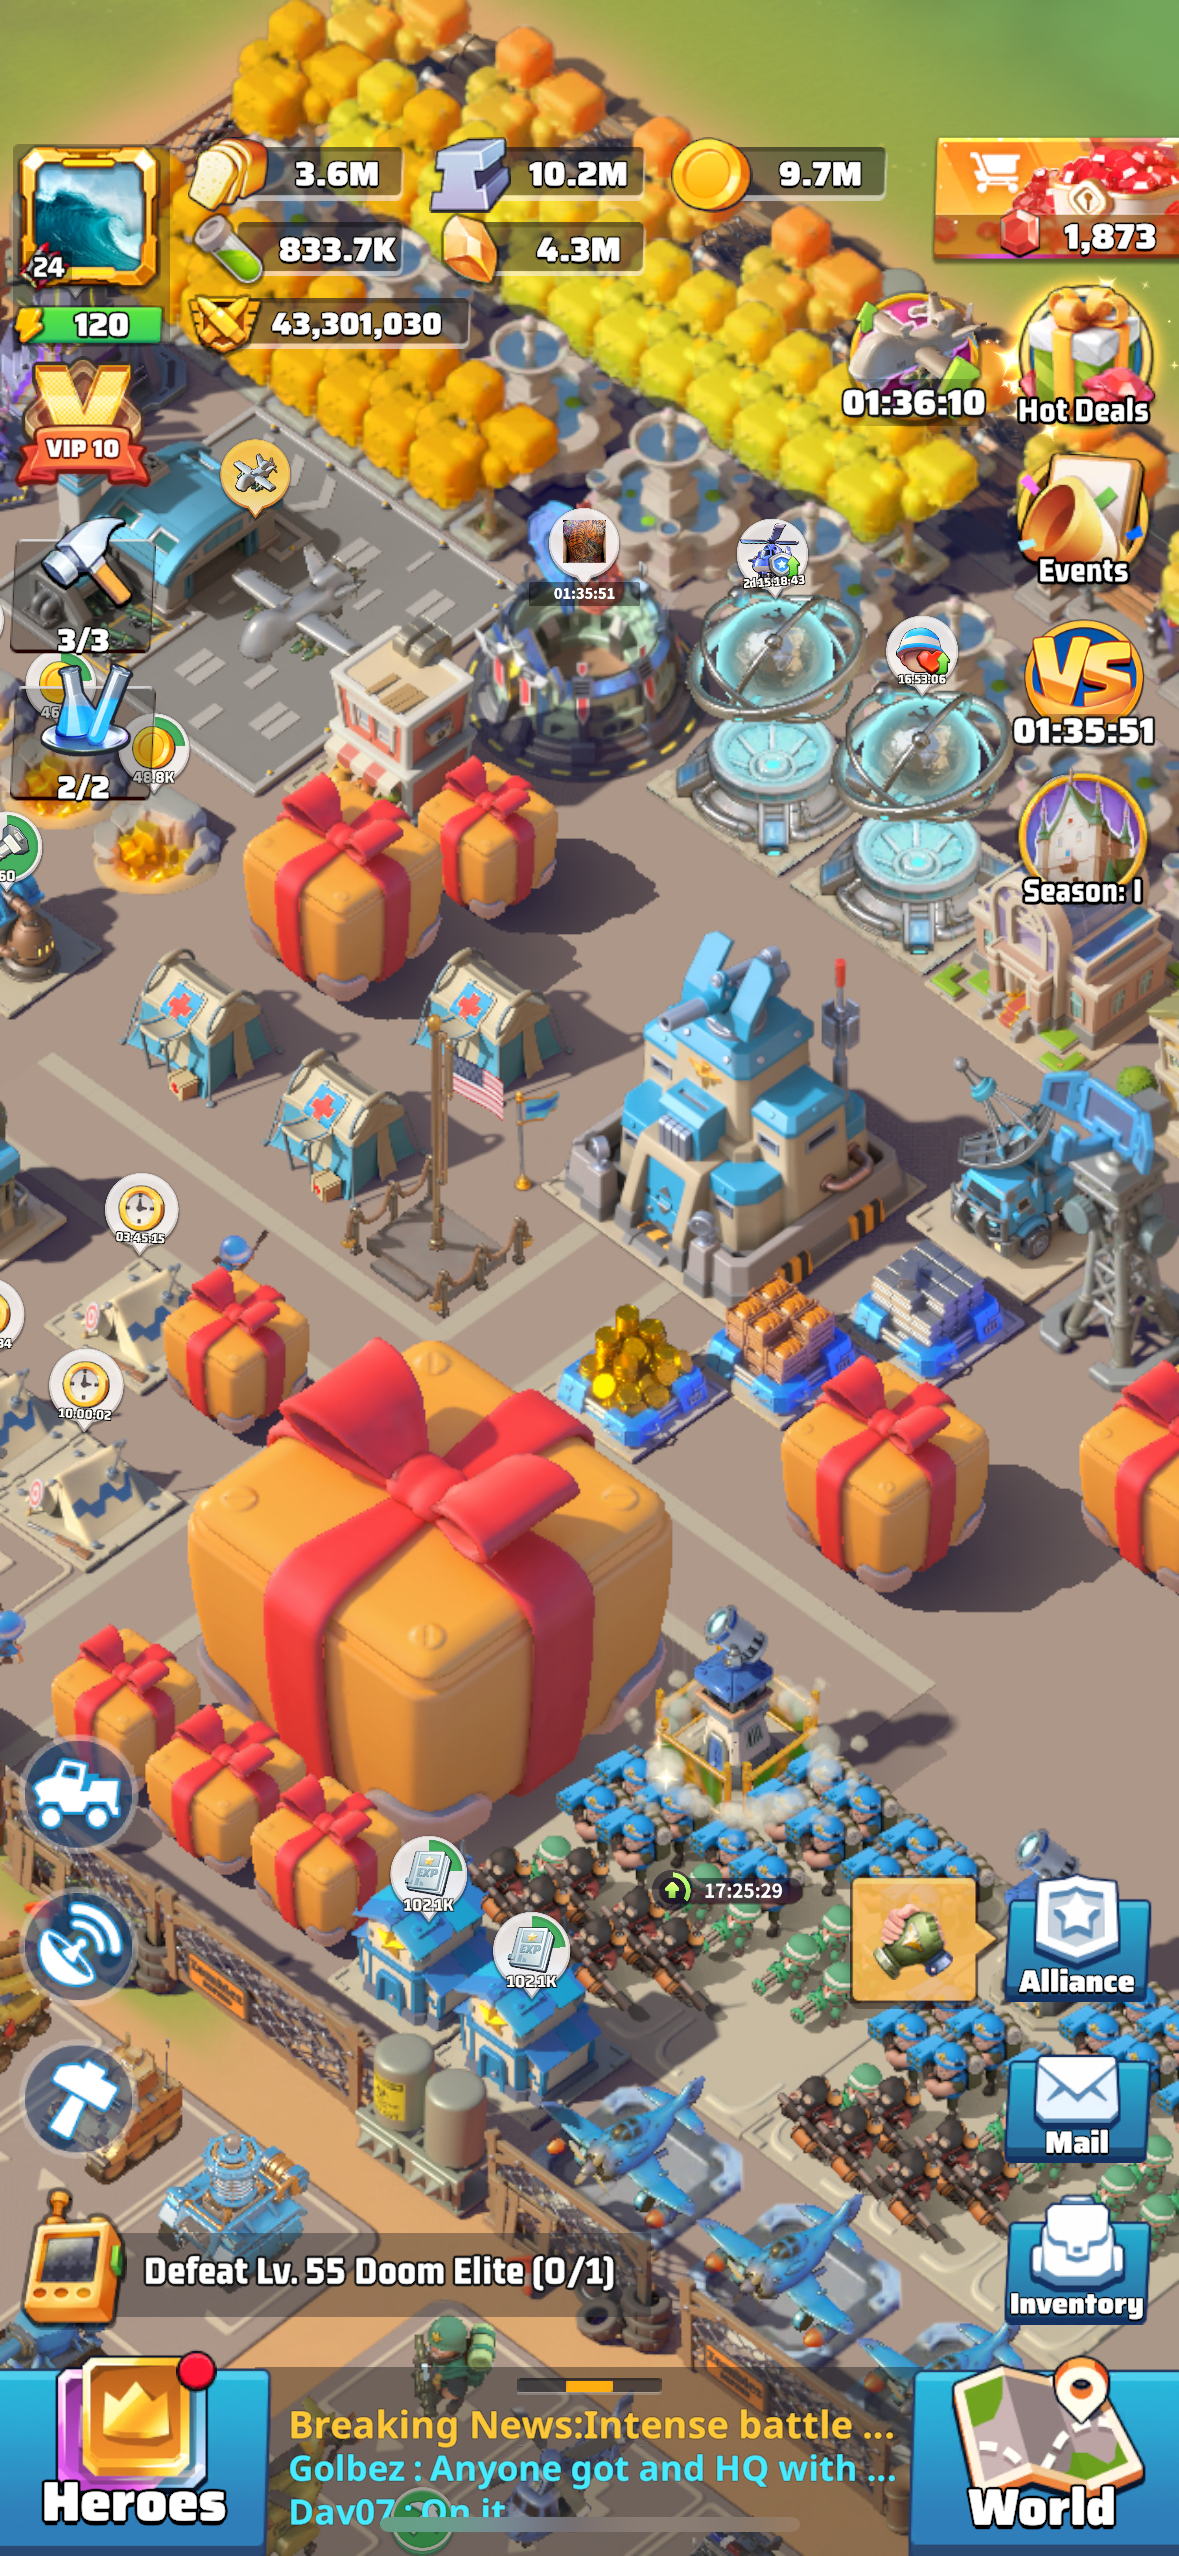 3.6M
10.2M
9.7M
1,873
24
833.7K
4.3M
120
43,301,030
01:36:10
Hot Deals
VIP 10
Events
01:35:51
2d 15:18:43
3/3
16:53:06
VS
01:35:51
48.8K
2/2
60
Season: I
03:45:15
34
10:00:02
EXP
102.1K
17:25:29
EXP
102.1K
Alliance
Mail
Defeat Lv. 55 Doom Elite (0/1)
Inventory
Breaking News:Intense battle ...
Golbez : Anyone got and HQ with ...
Dav07 : On it
Heroes
World